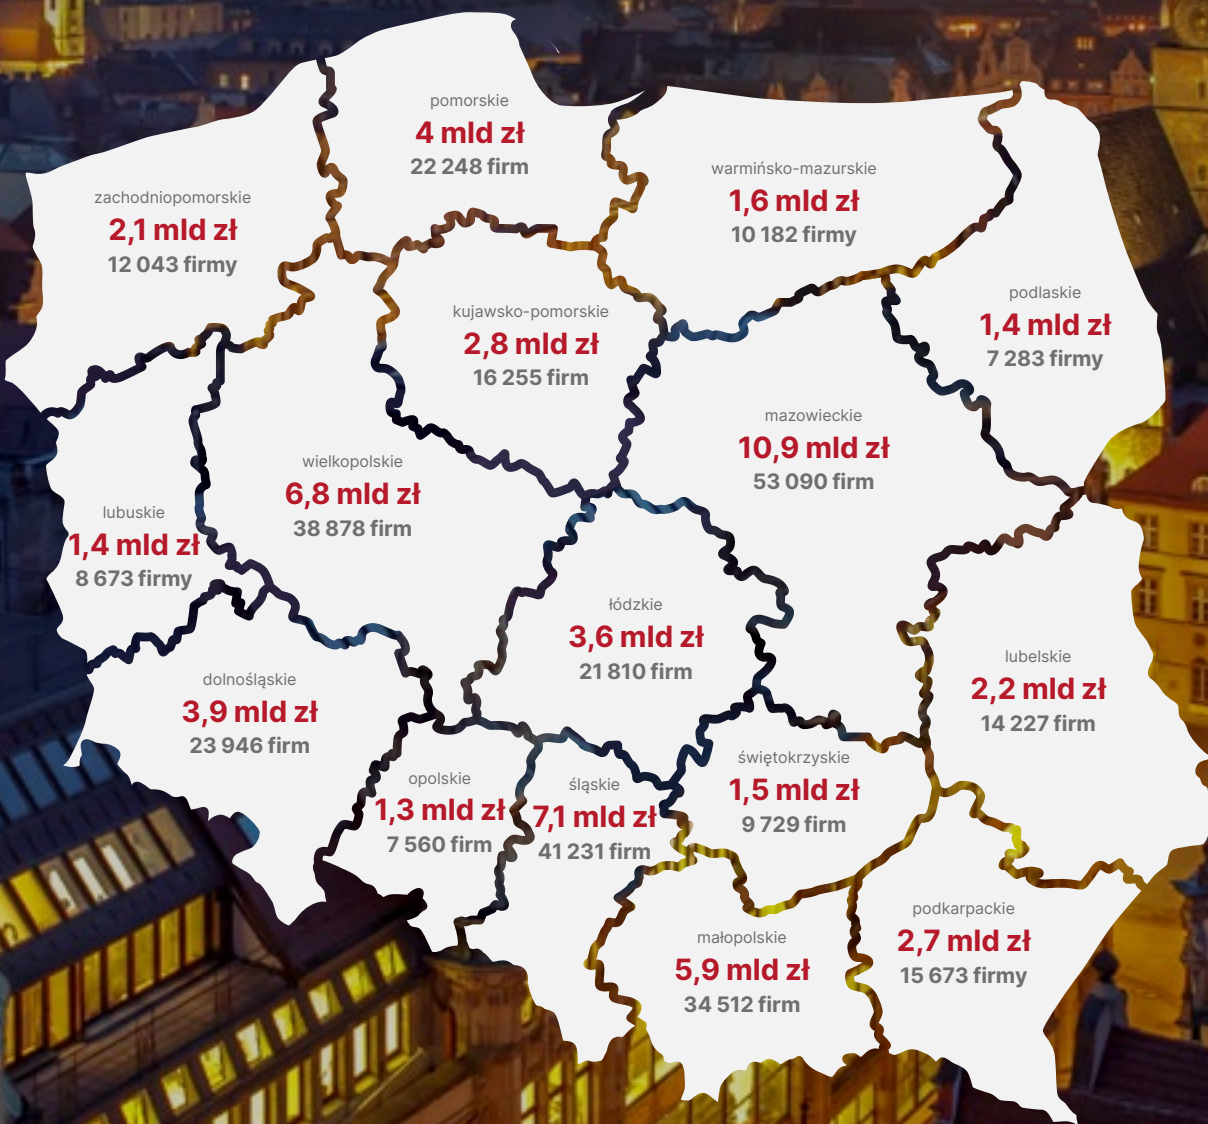 pomorskie
4 mld zł
22 248 firm
warmińsko-mazurskie
1,6 mld zł
10 182 firmy
zachodniopomorskie
2,1 mld zł
12 043 firmy
podlaskie
1,4 mld zł
7 283 firmy
kujawsko-pomorskie
2,8 mld zł
16 255 firm
mazowieckie
10,9 mld zł
53 090 firm
wielkopolskie
6,8 mld zł
38 878 firm
lubuskie
1,4 mld zł
8 673 firmy
łódzkie
3,6 mld zł
21 810 firm
lubelskie
2,2 mld zł
14 227 firm
dolnośląskie
3,9 mld zł
23 946 firm
świętokrzyskie
1,5 mld zł
9 729 firm
opolskie
1,3 mld zł
7 560 firm
śląskie
7,1 mld zł
41 231 firm
podkarpackie
2,7 mld zł
15 673 firmy
małopolskie
5,9 mld zł
34 512 firm